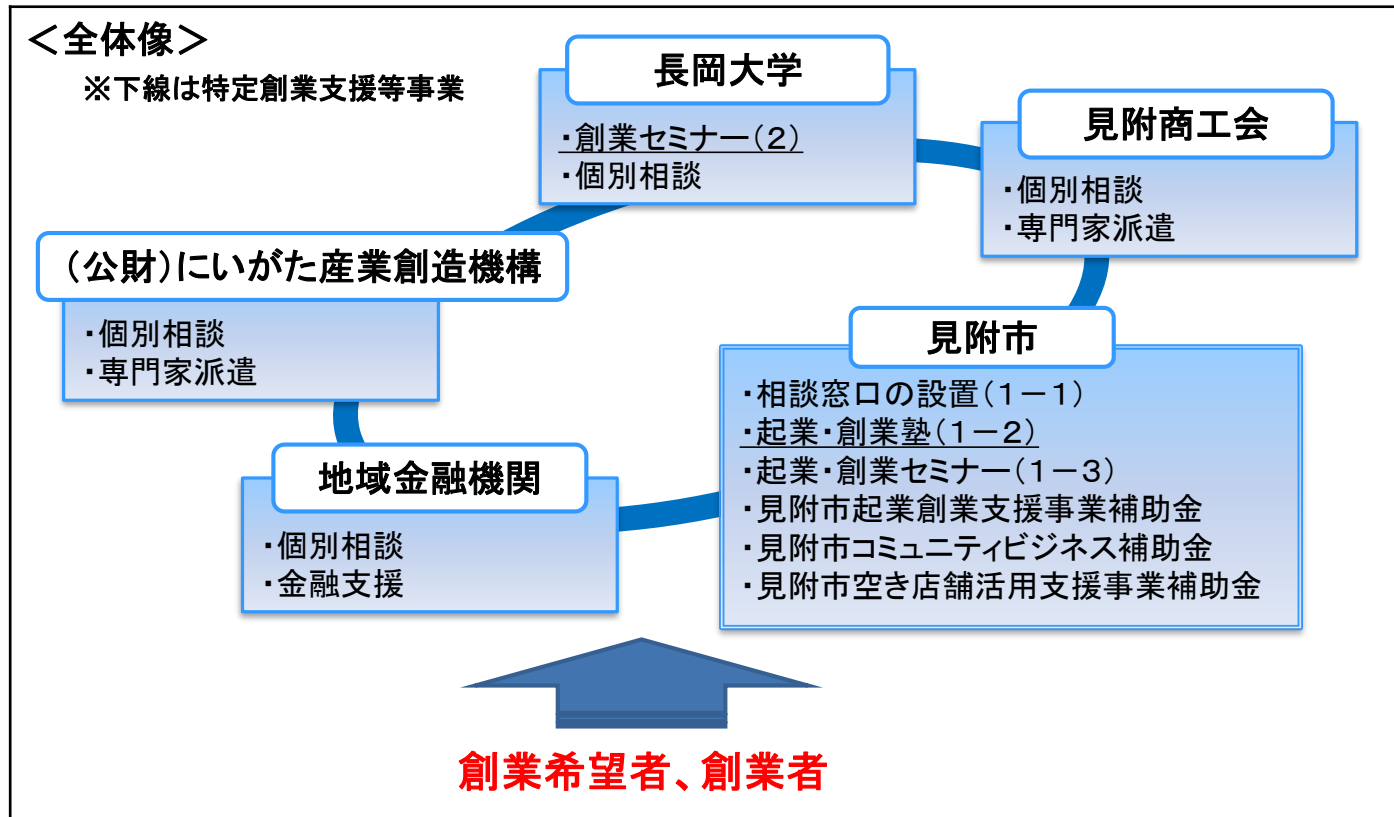 ＜全体像＞
※下線は特定創業支援等事業
長岡大学
・創業セミナー（２）
・個別相談
見附商工会
・個別相談
・専門家派遣
（公財）にいがた産業創造機構
・個別相談
・専門家派遣
見附市
・相談窓口の設置（１－１）
・起業・創業塾（１－２）
・起業・創業セミナー（１－３）
・見附市起業創業支援事業補助金
・見附市コミュニティビジネス補助金
・見附市空き店舗活用支援事業補助金
地域金融機関
・個別相談
・金融支援
創業希望者、創業者